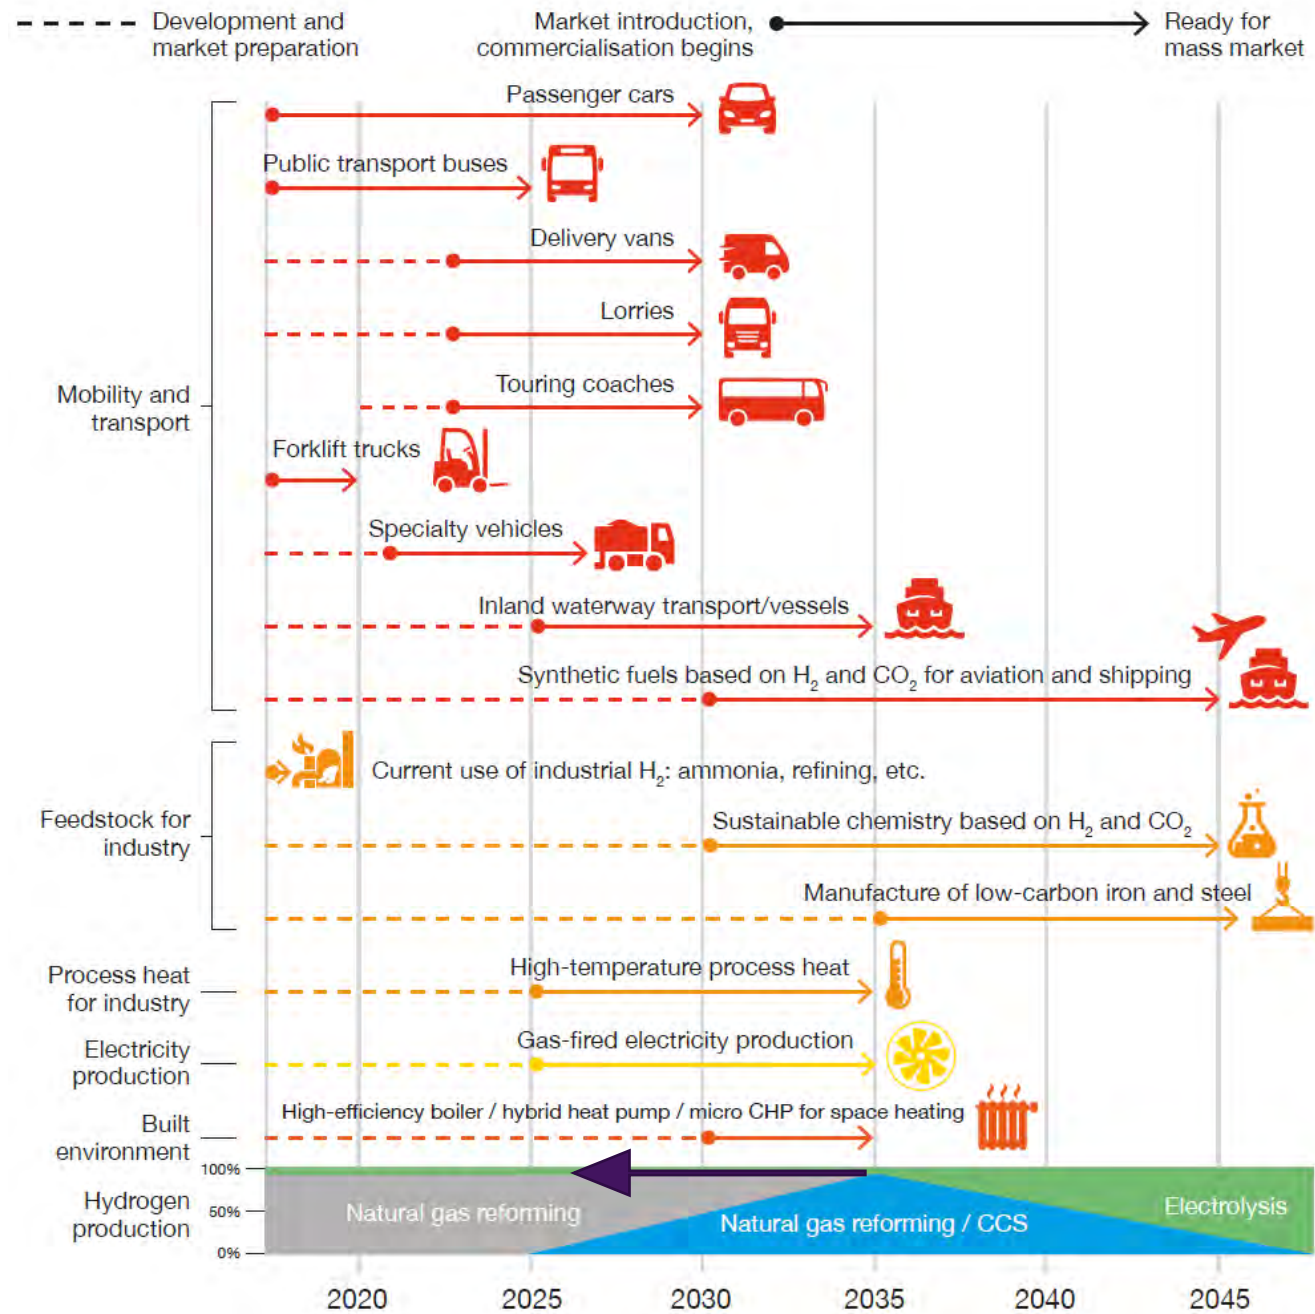 Development and
market preparation
Market introduction,
commercialisation begins
Ready for
mass market
Passenger cars
Public transport buses
Delivery vans
Lorries
Touring coaches
Mobility and
transport
Forklift trucks
Specialty vehicles
Inland waterway transport/vessels
Synthetic fuels based on H₂ and CO₂ for aviation and shipping
Current use of industrial H₂: ammonia, refining, etc.
Feedstock for
industry
Sustainable chemistry based on H₂ and CO₂
Manufacture of low-carbon iron and steel
Process heat
for industry
High-temperature process heat
Electricity
production
Gas-fired electricity production
Built
environment
High-efficiency boiler / hybrid heat pump / micro CHP for space heating
Hydrogen
production
100%
50%
0%
Natural gas reforming
Natural gas reforming / CCS
Electrolysis
2020 2025 2030 2035 2040 2045